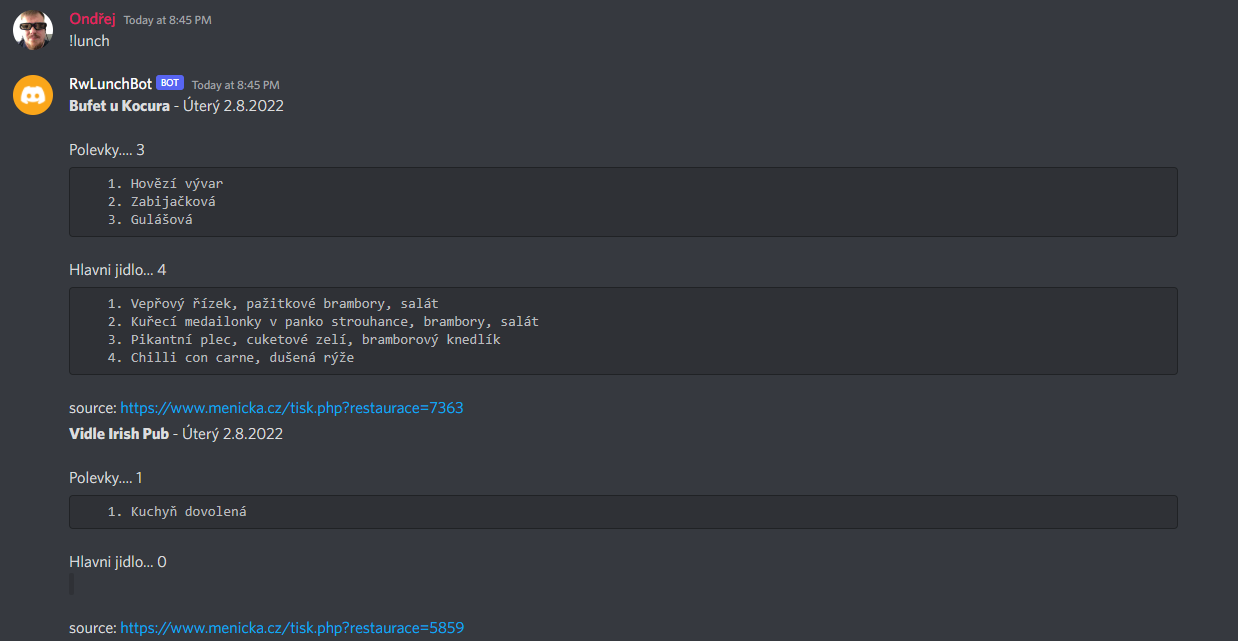 Ondřej Today at 8:45 PM
!lunch
RwLunchBot BOT Today at 8:45 PM
Bufet u Kocura - Úterý 2.8.2022
Polevky.... 3
1. Hovězí vývar
2. Zabijačková
3. Gulášová
Hlavni jidlo... 4
1. Vepřový řízek, pažitkové brambory, salát
2. Kuřecí medailonky v panko strouhance, brambory, salát
3. Pikantní plec, cuketové zelí, bramborový knedlík
4. Chilli con carne, dušená rýže
source: https://www.menicka.cz/tisk.php?restaurace=7363
Vidle Irish Pub - Úterý 2.8.2022
Polevky.... 1
1. Kuchyň dovolená
Hlavni jidlo... 0
source: https://www.menicka.cz/tisk.php?restaurace=5859